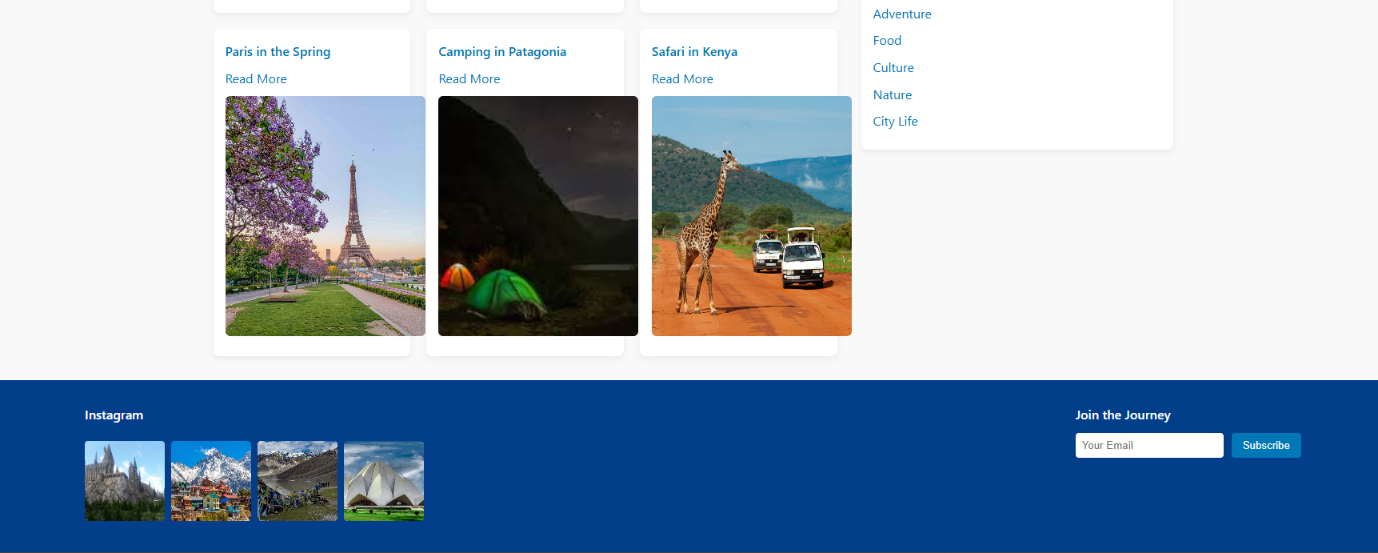 Paris in the Spring
Read More
Camping in Patagonia
Read More
Safari in Kenya
Read More
Adventure
Food
Culture
Nature
City Life
Instagram
Join the Journey
Your Email
Subscribe